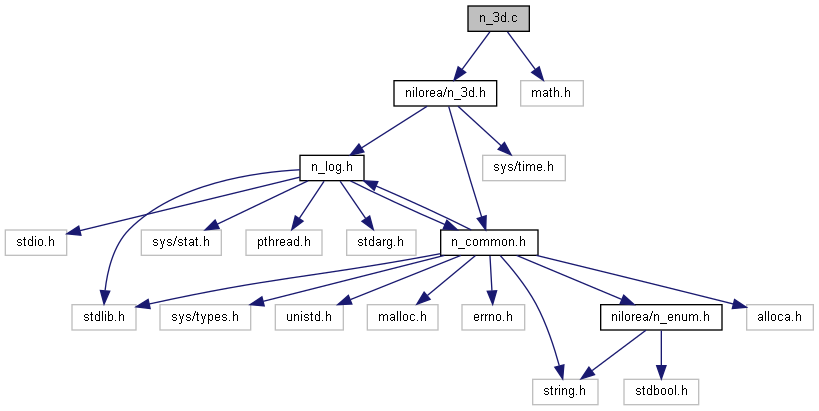 n_3d.c
nilorea/n_3d.h
math.h
n_log.h
sys/time.h
stdio.h
sys/stat.h
pthread.h
stdarg.h
n_common.h
stdlib.h
sys/types.h
unistd.h
malloc.h
errno.h
nilorea/n_enum.h
alloca.h
string.h
stdbool.h